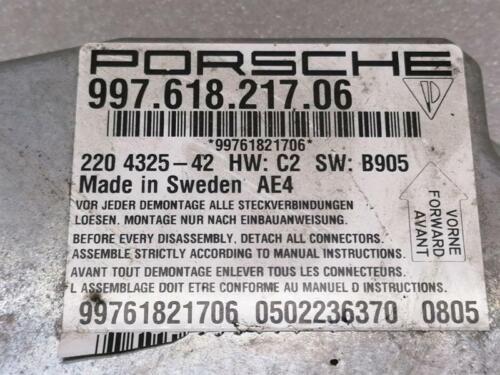 PORSCHE
997.618.217.06
*99761821706*
220 4325-42 HW: C2 SW: B905
Made in Sweden AE4
VOR JEDER DEMONTAGE ALLE STECKVERBINDUNGEN
LOESEN. MONTAGE NUR NACH EINBAUANWEISUNG.
BEFORE EVERY DISASSEMBLY, DETACH ALL CONNECTORS.
ASSEMBLE STRICTLY ACCORDING TO MANUAL INSTRUCTIONS.
AVANT TOUT DEMONTAGE ENLEVER TOUS LES CONNECTEURS.
L ASSEMBLAGE DOIT ETRE CONFORME AU MANUEL D INSTRUCTIONS.
VORNE
FORWARD
AVANT
99761821706 0502236370 0805